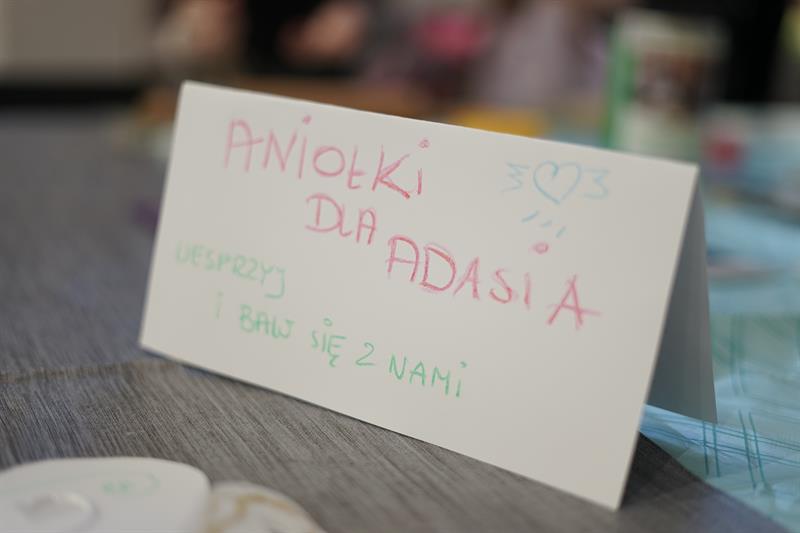 ANIOŁKI
DLA
ADASIA
WESPRZYJ
i BAW SIĘ Z NAMi